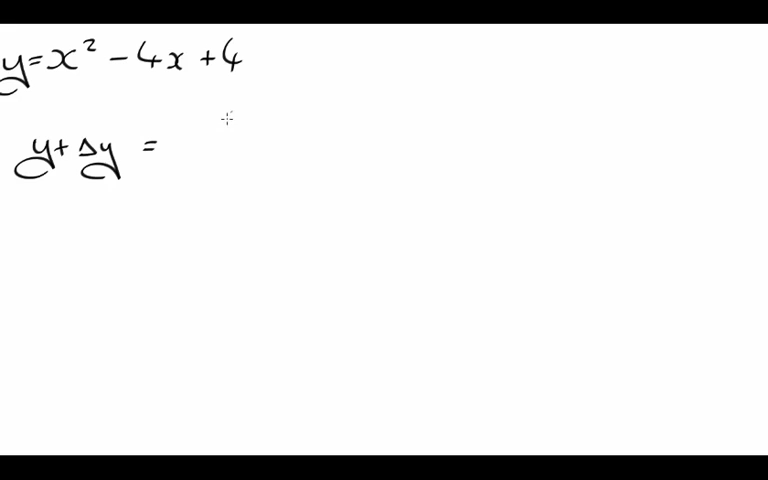 y=x² -4x +4
y+ Δy =